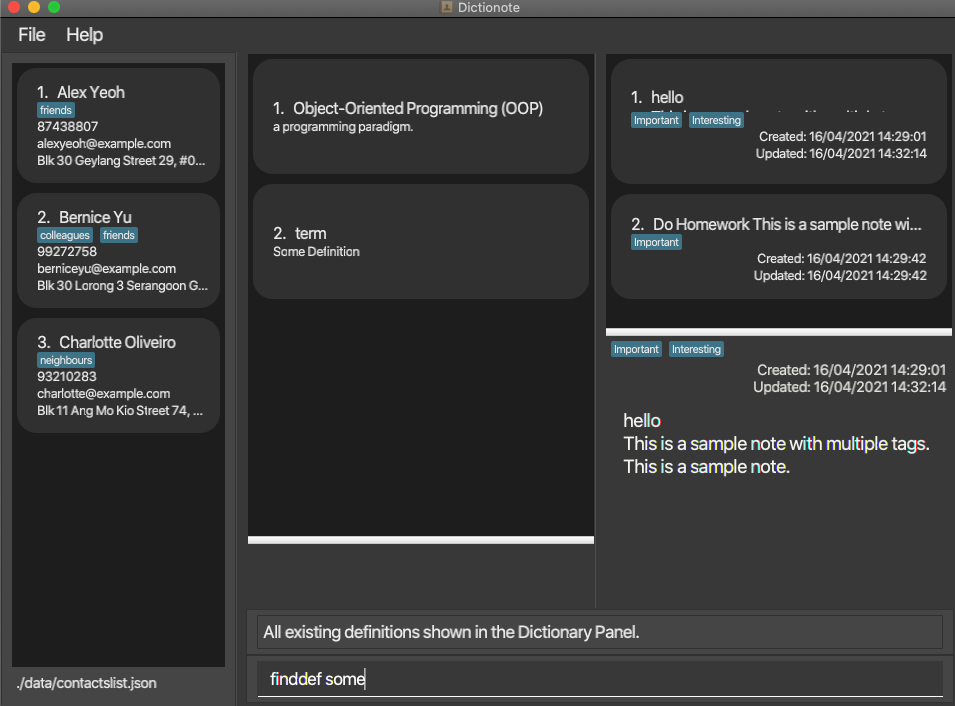 Dictionote
File Help
1. Alex Yeoh
friends
87438807
alexyeoh@example.com
Blk 30 Geylang Street 29, #0...
2. Bernice Yu
colleagues friends
99272758
berniceyu@example.com
Blk 30 Lorong 3 Serangoon G...
3. Charlotte Oliveiro
neighbours
93210283
charlotte@example.com
Blk 11 Ang Mo Kio Street 74, ...
./data/contactslist.json
1. Object-Oriented Programming (OOP)
a programming paradigm.
2. term
Some Definition
1. hello
Important Interesting
Created: 16/04/2021 14:29:01
Updated: 16/04/2021 14:32:14
2. Do Homework This is a sample note wi...
Important
Created: 16/04/2021 14:29:42
Updated: 16/04/2021 14:29:42
Important Interesting
Created: 16/04/2021 14:29:01
Updated: 16/04/2021 14:32:14
hello
This is a sample note with multiple tags.
This is a sample note.
All existing definitions shown in the Dictionary Panel.
finddef some